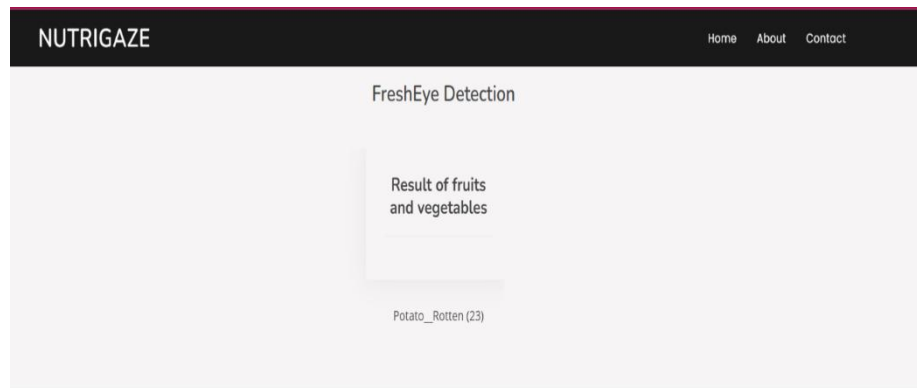 NUTRIGAZE
Home About Contact
FreshEye Detection
Result of fruits
and vegetables
Potato__Rotten (23)